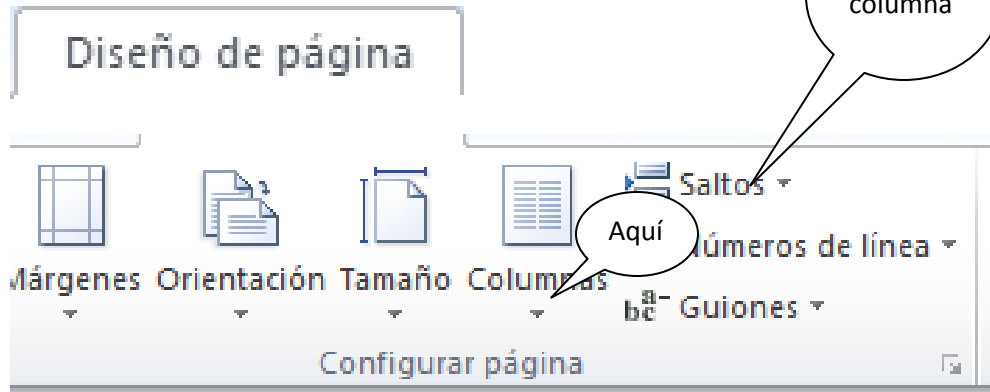 columna
Diseño de página
Saltos
Aquí
Números de línea
Márgenes Orientación Tamaño Columnas
Guiones
Configurar página